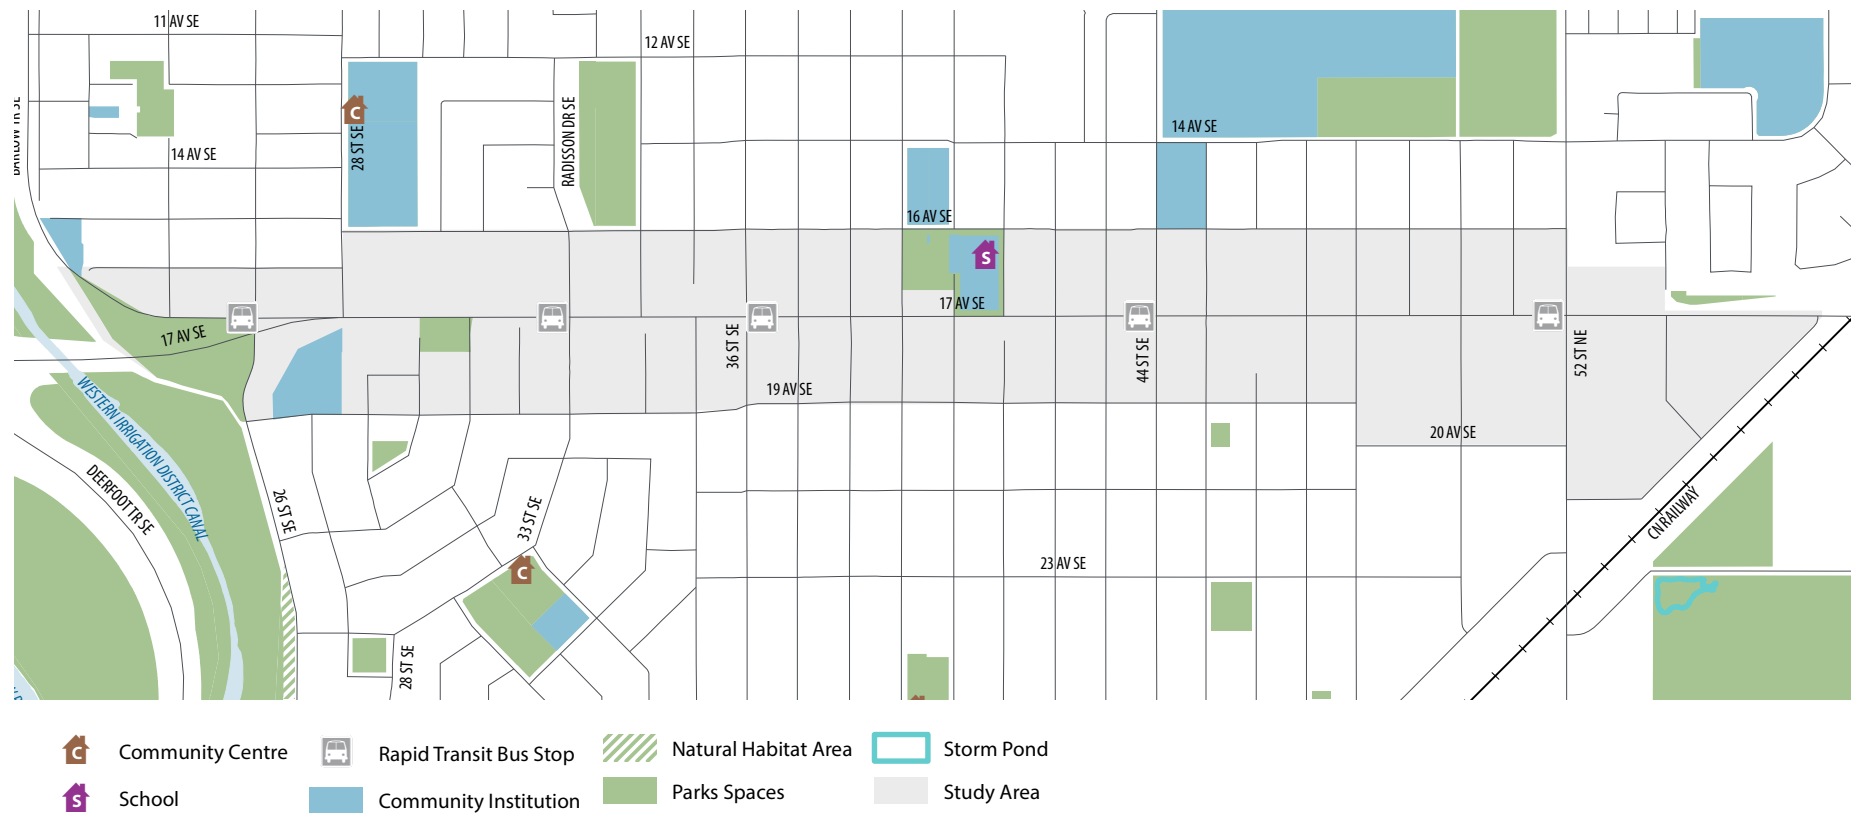 11 AV SE
12 AV SE
BARLOW TR SE
28 ST SE
RADISSON DR SE
14 AV SE
14 AV SE
16 AV SE
C
S
17 AV SE
17 AV SE
36 ST SE
44 ST SE
52 ST NE
19 AV SE
20 AV SE
WESTERN IRRIGATION DISTRICT CANAL
DEERFOOT TR SE
26 ST SE
33 ST SE
CN RAILWAY
C
23 AV SE
28 ST SE
C Community Centre
Rapid Transit Bus Stop
Natural Habitat Area
Storm Pond
S School
Community Institution
Parks Spaces
Study Area